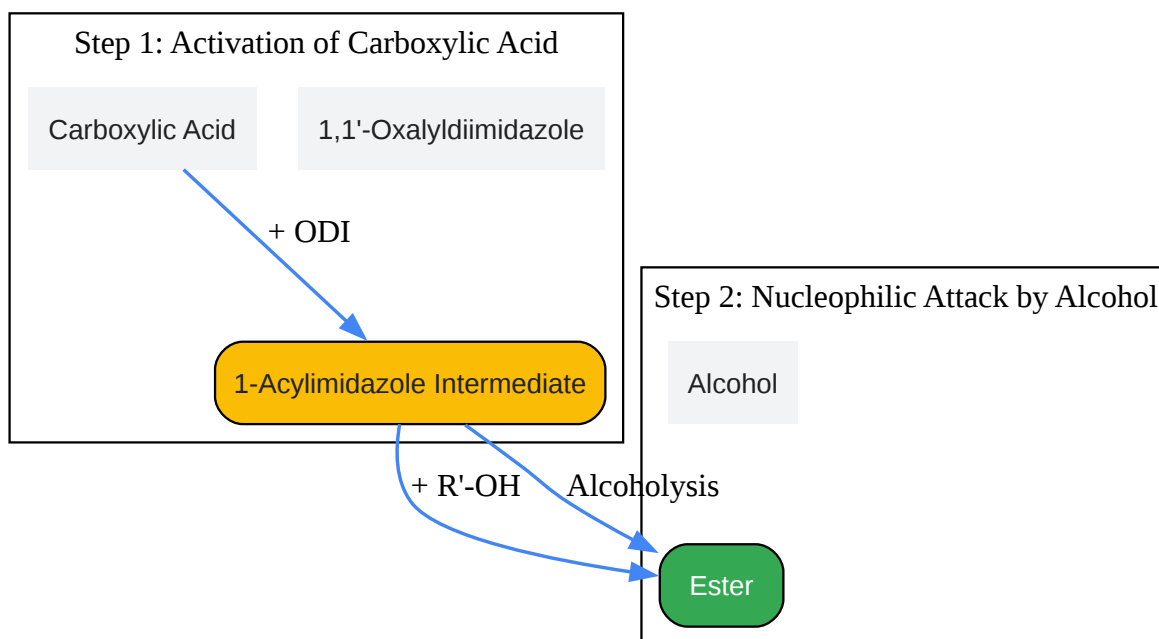 Step 1: Activation of Carboxylic Acid
Carboxylic Acid
1,1'-Oxalyldiimidazole
+ ODI
1-Acylimidazole Intermediate
Step 2: Nucleophilic Attack by Alcohol
Alcohol
+ R'-OH
Alcoholysis
Ester